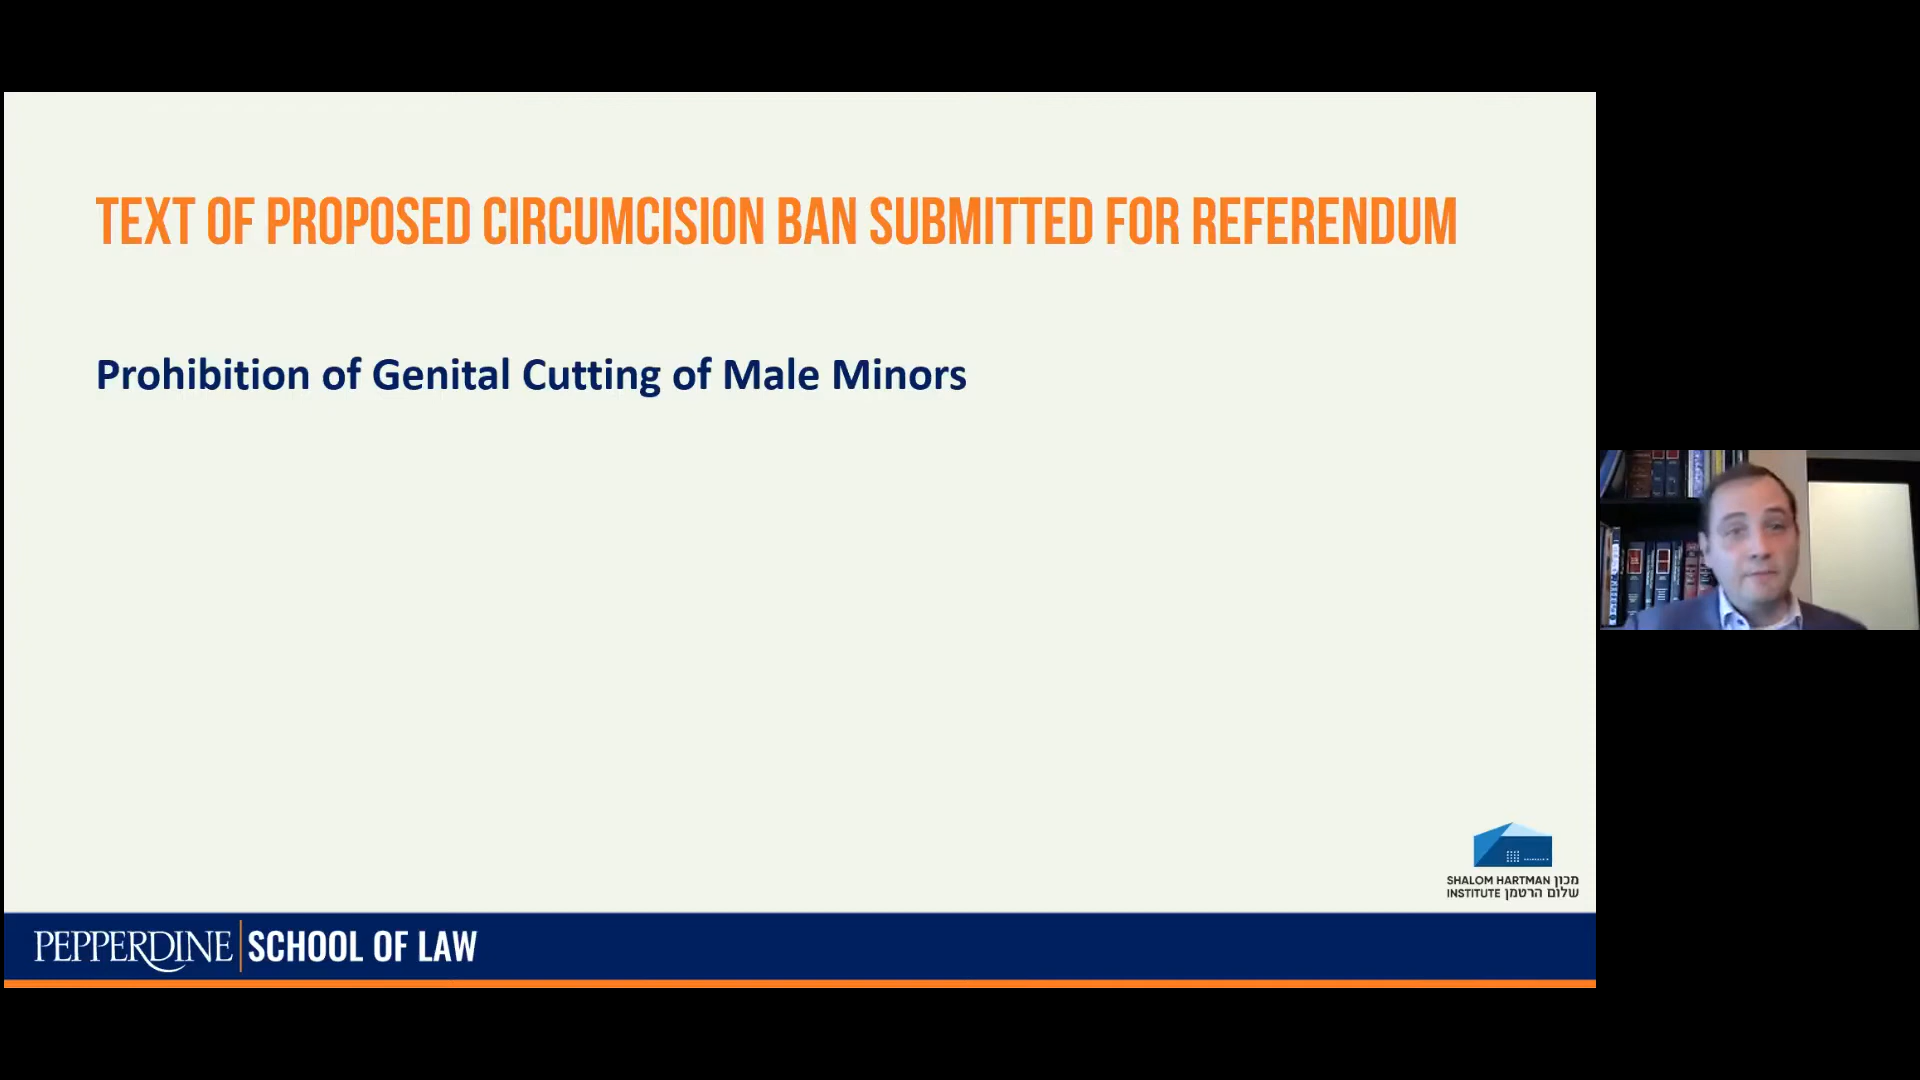 TEXT OF PROPOSED CIRCUMCISION BAN SUBMITTED FOR REFERENDUM
Prohibition of Genital Cutting of Male Minors
SHALOM HARTMAN מכון
INSTITUTE שלום הרטמן
PEPPERDINE SCHOOL OF LAW